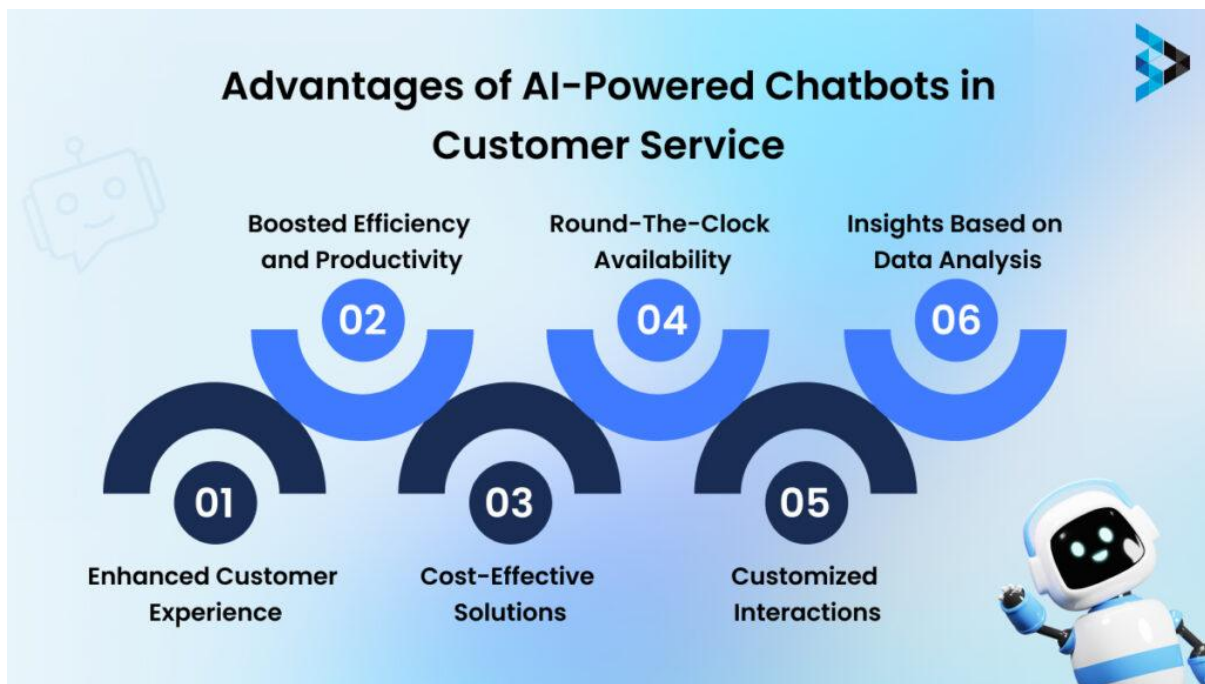 Advantages of AI-Powered Chatbots in
Customer Service
01
Enhanced Customer
Experience
Boosted Efficiency
and Productivity
02
03
Cost-Effective
Solutions
Round-The-Clock
Availability
04
05
Customized
Interactions
Insights Based on
Data Analysis
06